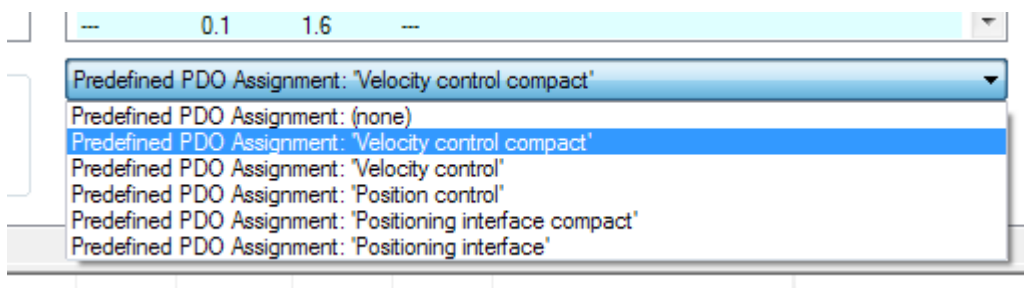 --- 0.1 1.6 ---
Predefined PDO Assignment: 'Velocity control compact'
Predefined PDO Assignment: (none)
Predefined PDO Assignment: 'Velocity control compact'
Predefined PDO Assignment: 'Velocity control'
Predefined PDO Assignment: 'Position control'
Predefined PDO Assignment: 'Positioning interface compact'
Predefined PDO Assignment: 'Positioning interface'